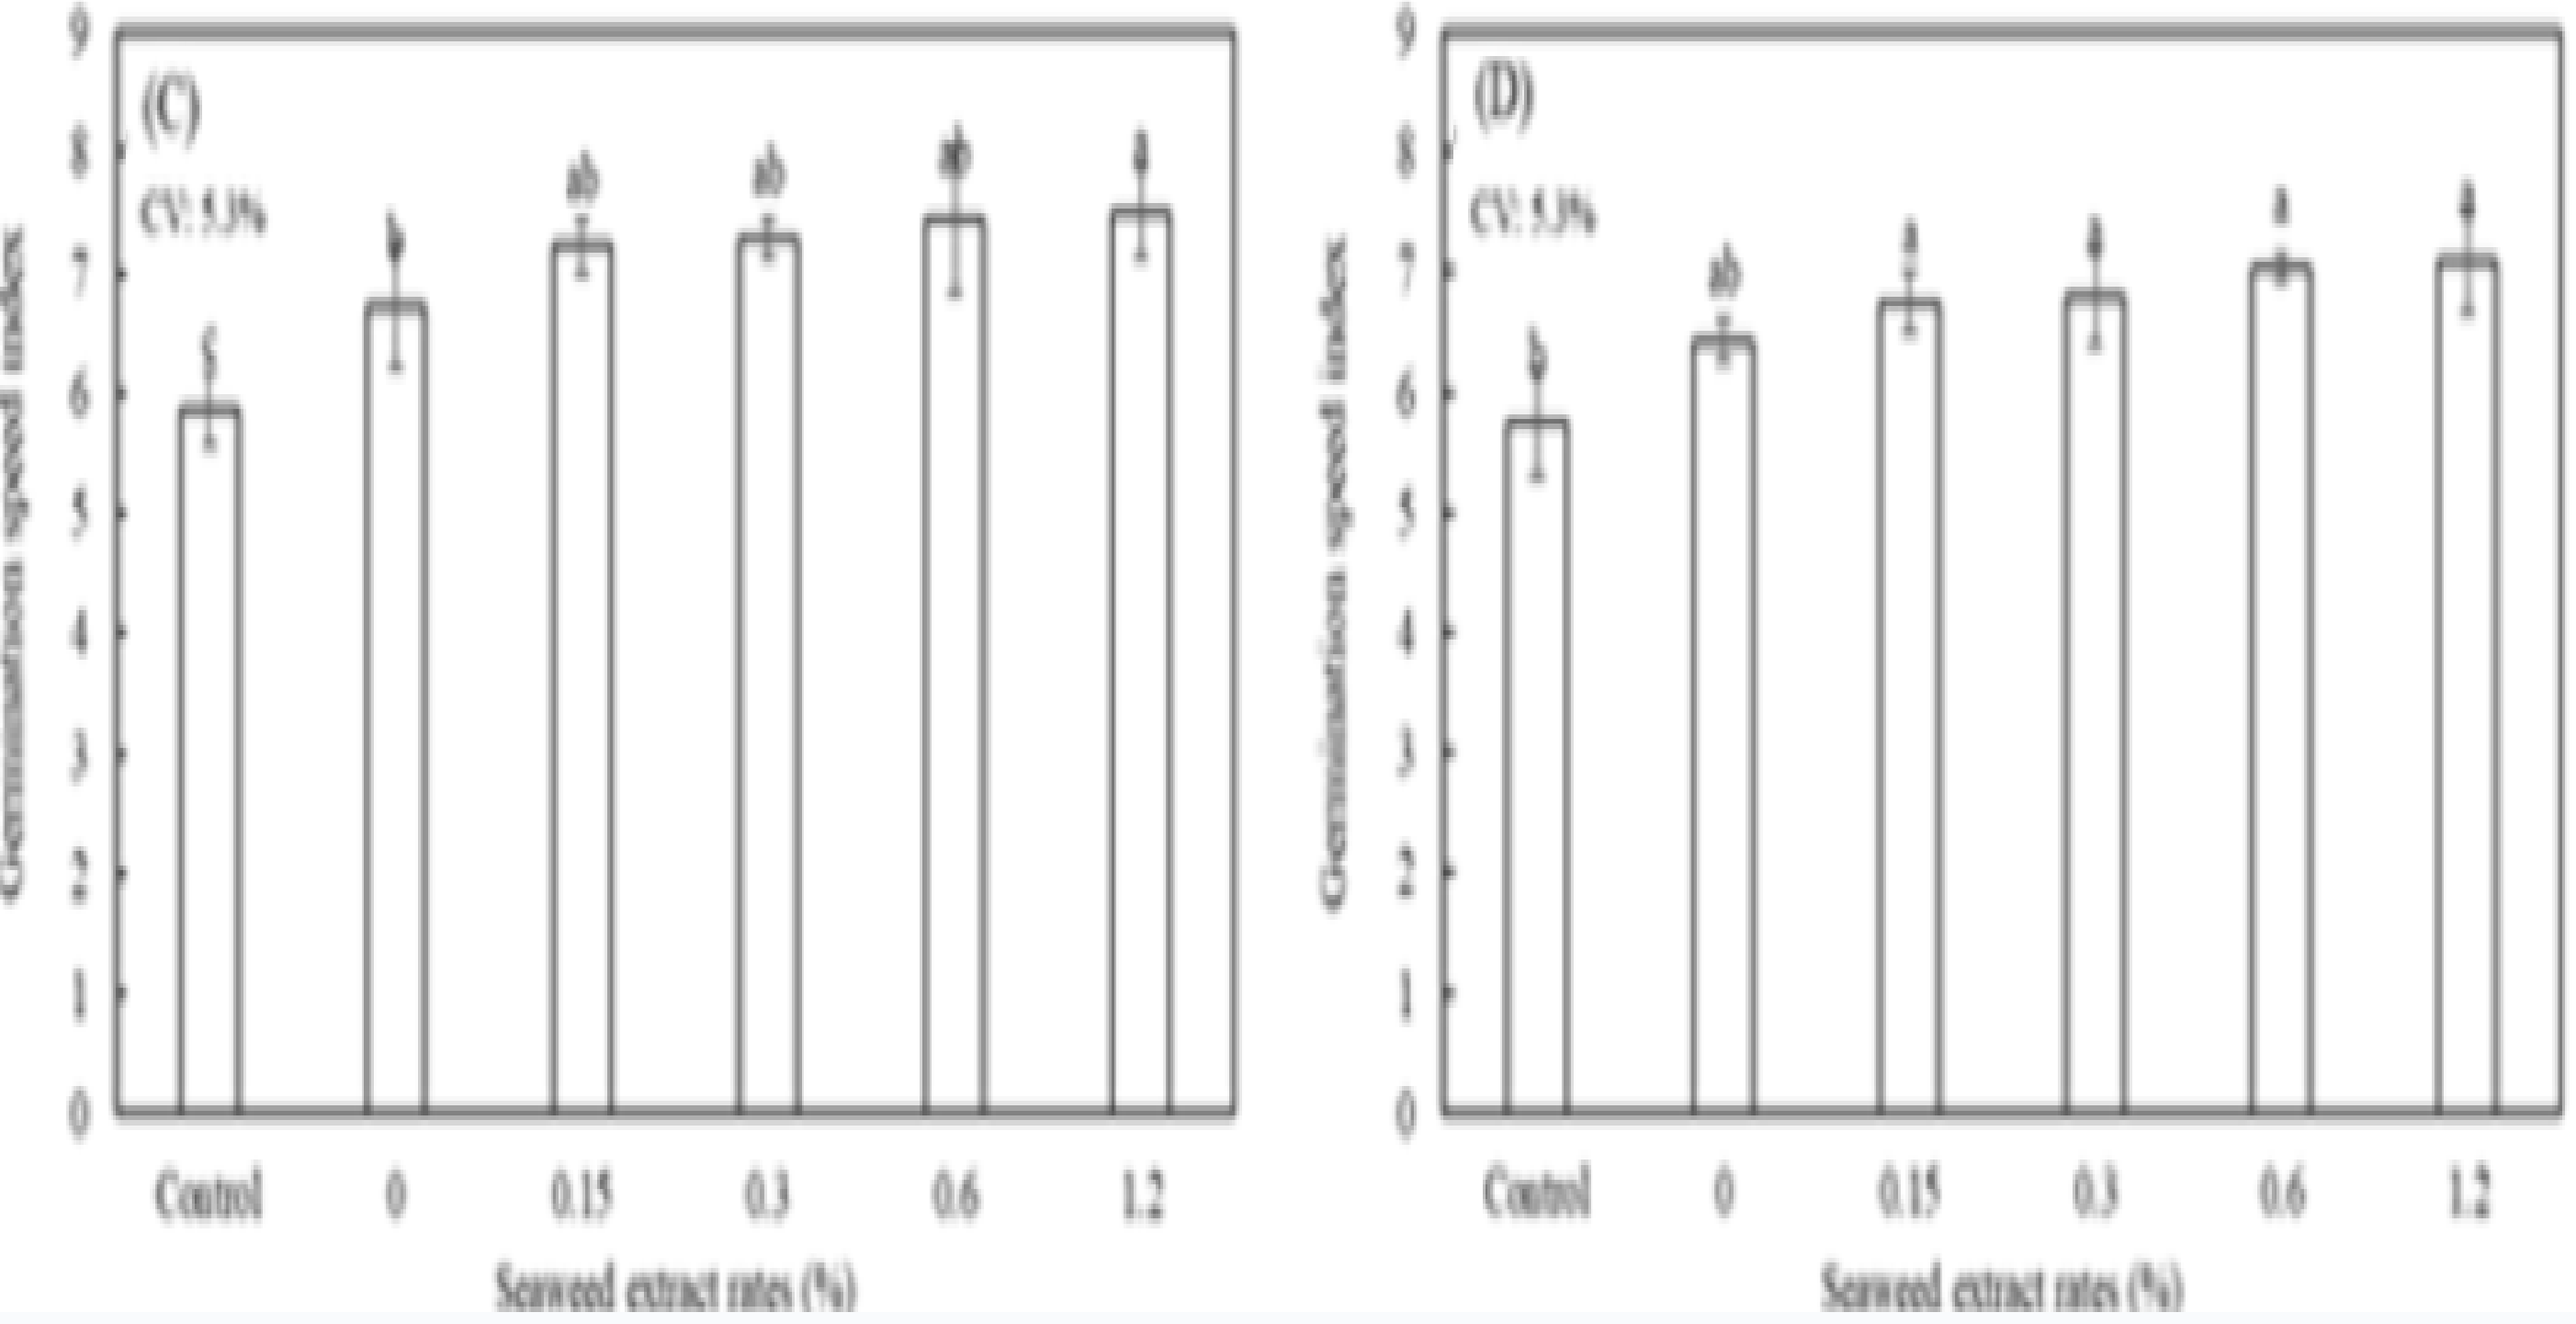 (C)
CV: 5.3%
9
8
7
6
5
4
3
2
1
0
c
b
ab
ab
ab
a
Control 0 0.15 0.3 0.6 1.2
Seaweed extract rates (%)
Germination speed index
(D)
CV: 5.3%
9
8
7
6
5
4
3
2
1
0
b
ab
a
a
a
a
Control 0 0.15 0.3 0.6 1.2
Seaweed extract rates (%)
Germination speed index